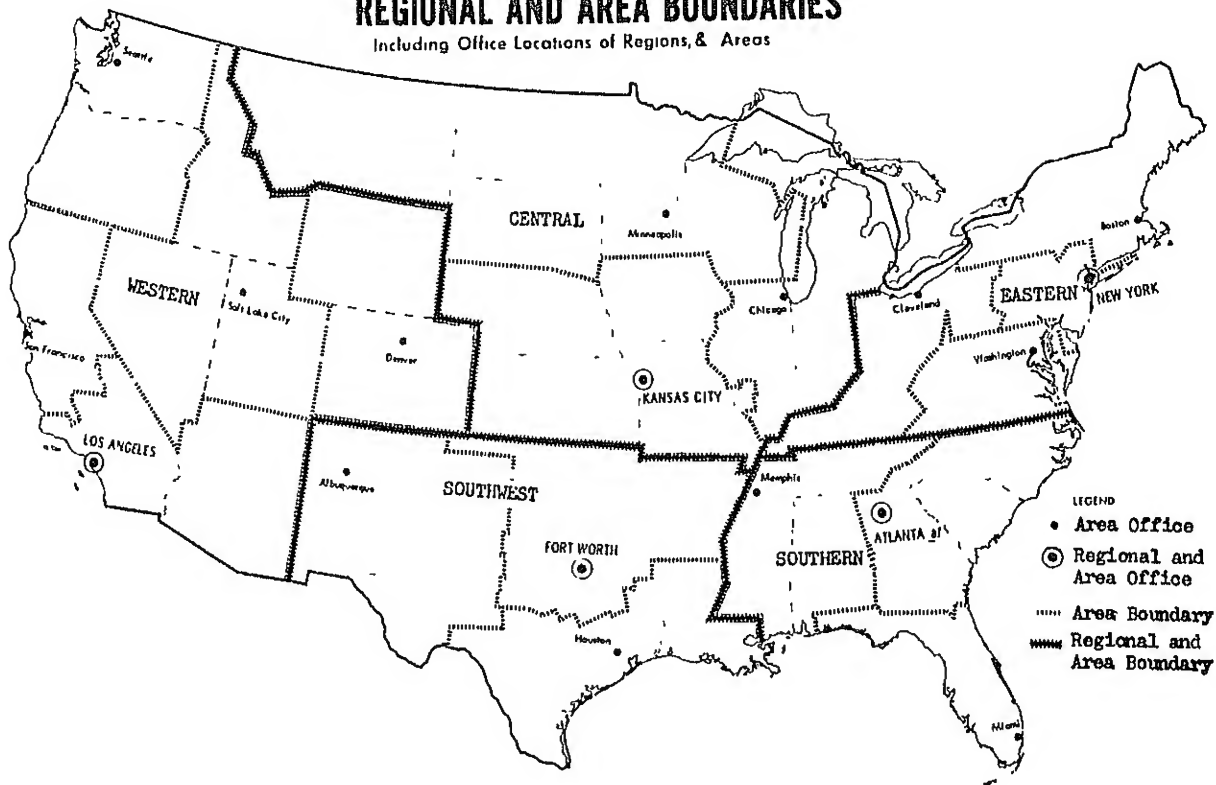 REGIONAL AND AREA BOUNDARIES
Including Office Locations of Regions, & Areas
Seattle
CENTRAL
Minneapolis
Boston
WESTERN
Salt Lake City
Chicago
Cleveland
EASTERN
NEW YORK
San Francisco
Denver
Washington
KANSAS CITY
LOS ANGELES
Albuquerque
SOUTHWEST
Memphis
FORT WORTH
SOUTHERN
ATLANTA
Houston
Miami
LEGEND
Area Office
Regional and
Area Office
Area Boundary
Regional and
Area Boundary